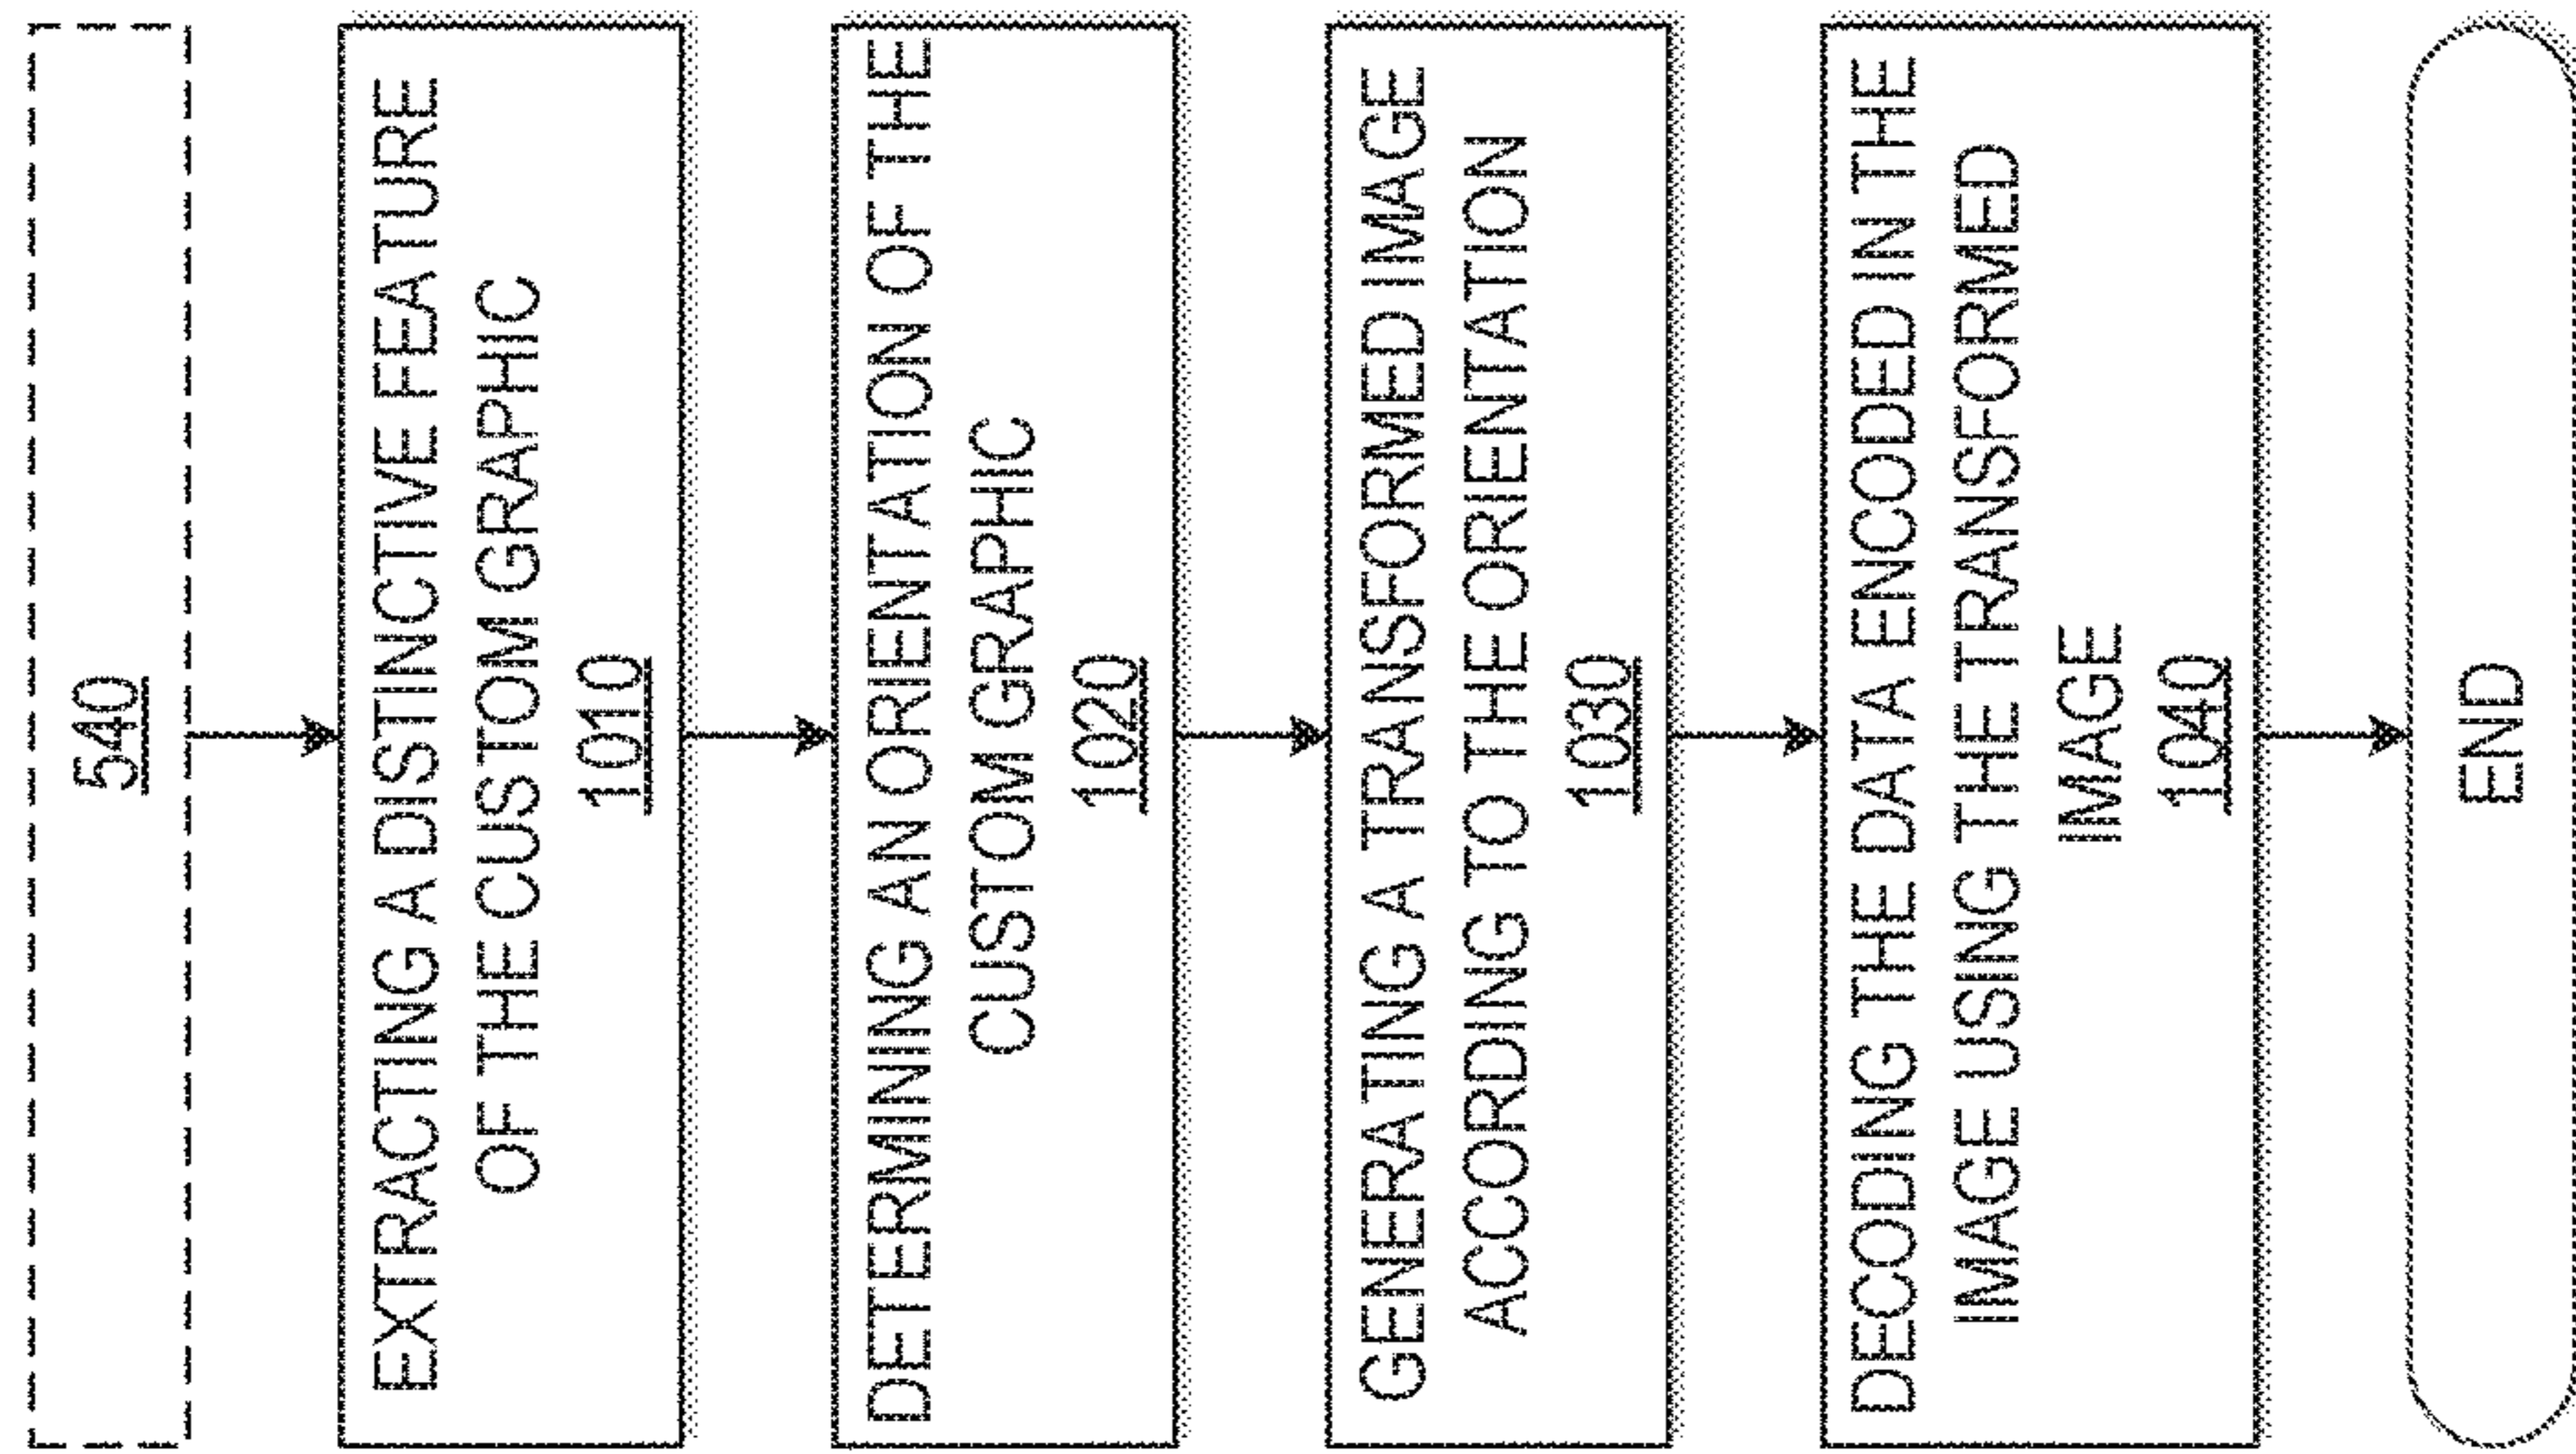 540
EXTRACTING A DISTINCTIVE FEATURE
OF THE CUSTOM GRAPHIC
1010
DETERMINING AN ORIENTATION OF THE
CUSTOM GRAPHIC
1020
GENERATING A TRANSFORMED IMAGE
ACCORDING TO THE ORIENTATION
1030
DECODING THE DATA ENCODED IN THE
IMAGE USING THE TRANSFORMED
IMAGE
1040
END